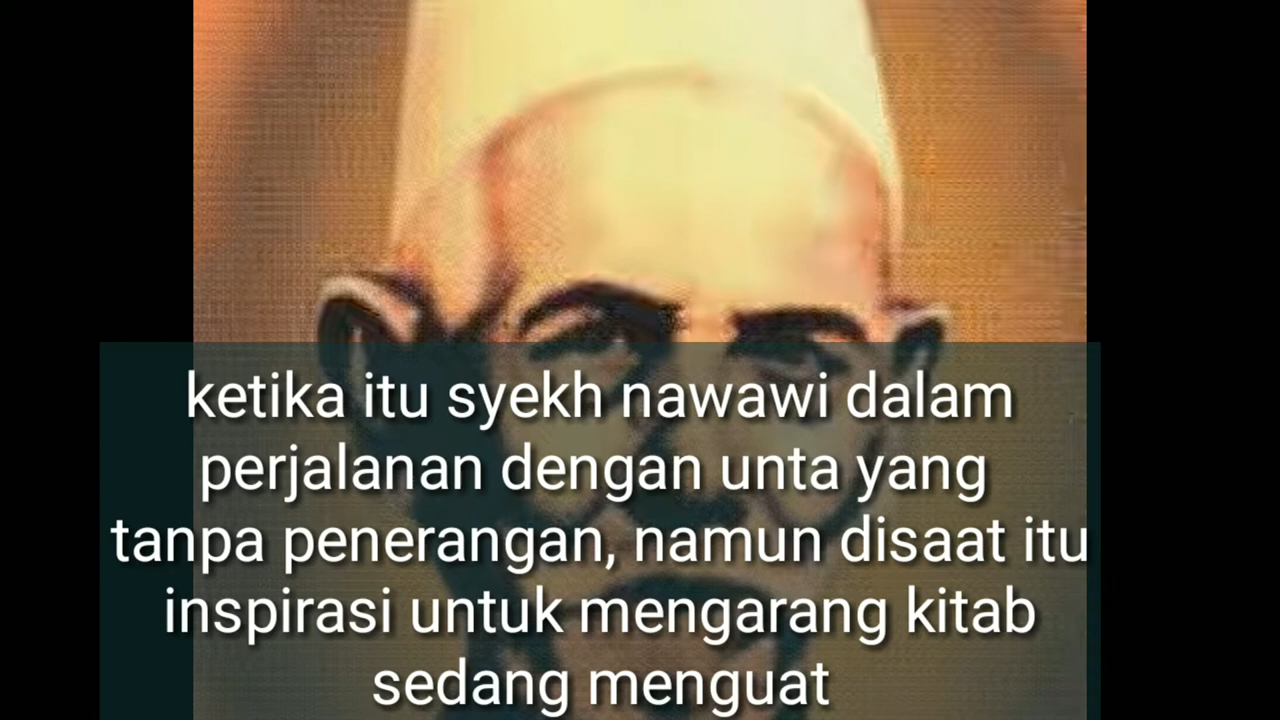 ketika itu syekh nawawi dalam
perjalanan dengan unta yang
tanpa penerangan, namun disaat itu
inspirasi untuk mengarang kitab
sedang menguat